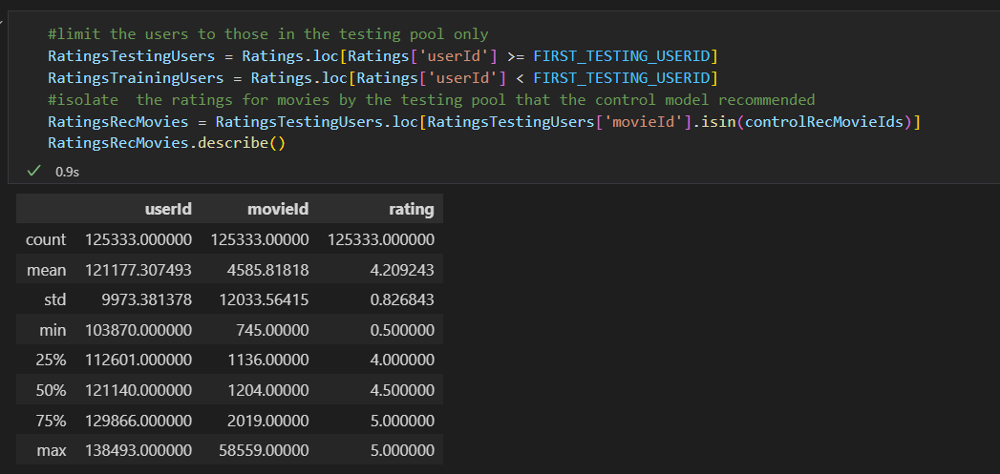 #limit the users to those in the testing pool only
RatingsTestingUsers = Ratings.loc[Ratings['userId'] >= FIRST_TESTING_USERID]
RatingsTrainingUsers = Ratings.loc[Ratings['userId'] < FIRST_TESTING_USERID]
#isolate  the ratings for movies by the testing pool that the control model recommended
RatingsRecMovies = RatingsTestingUsers.loc[RatingsTestingUsers['movieId'].isin(controlRecMovieIds)]
RatingsRecMovies.describe()
✓ 0.9s
userId movieId rating
count 125333.000000 125333.00000 125333.000000
mean 121177.307493 4585.81818 4.209243
std 9973.381378 12033.56415 0.826843
min 103870.000000 745.00000 0.500000
25% 112601.000000 1136.00000 4.000000
50% 121140.000000 1204.00000 4.500000
75% 129866.000000 2019.00000 5.000000
max 138493.000000 58559.00000 5.000000